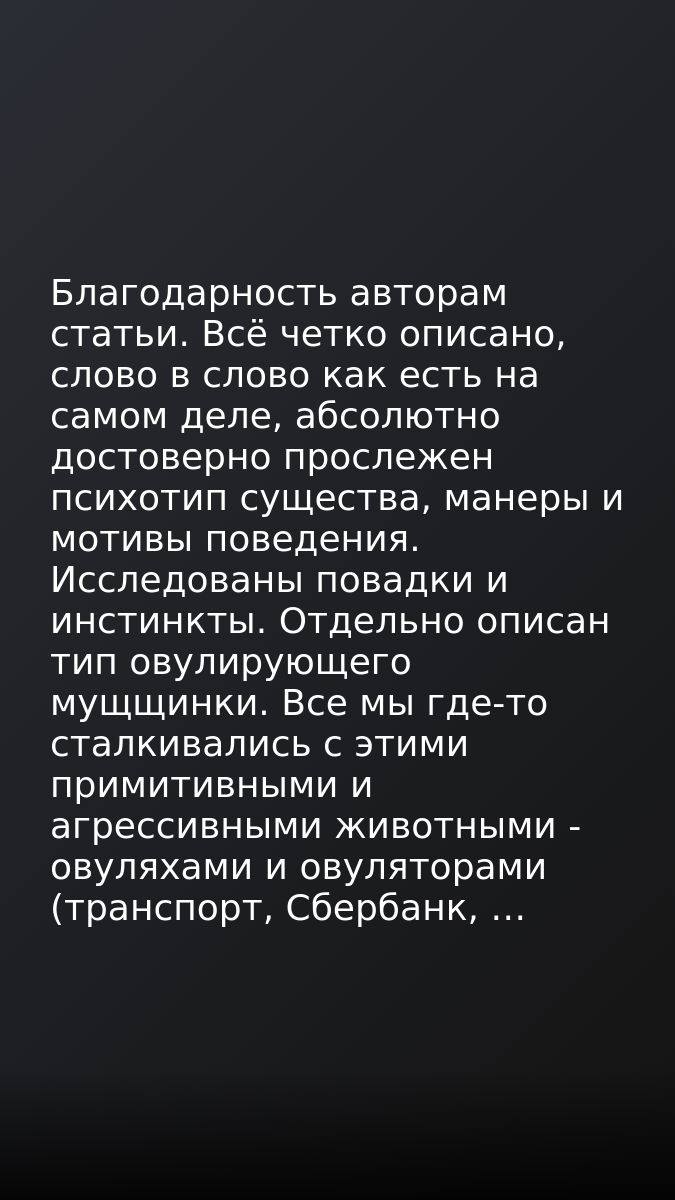 Благодарность авторам
статьи. Всё четко описано,
слово в слово как есть на
самом деле, абсолютно
достоверно прослежен
психотип существа, манеры и
мотивы поведения.
Исследованы повадки и
инстинкты. Отдельно описан
тип овулирующего
мущщинки. Все мы где-то
сталкивались с этими
примитивными и
агрессивными животными -
овуляхами и овуляторами
(транспорт, Сбербанк, ...